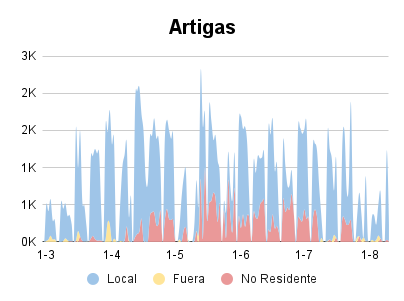 Artigas
3K
2K
2K
1K
1K
0K
1-3 1-4 1-5 1-6 1-7 1-8
Local Fuera No Residente